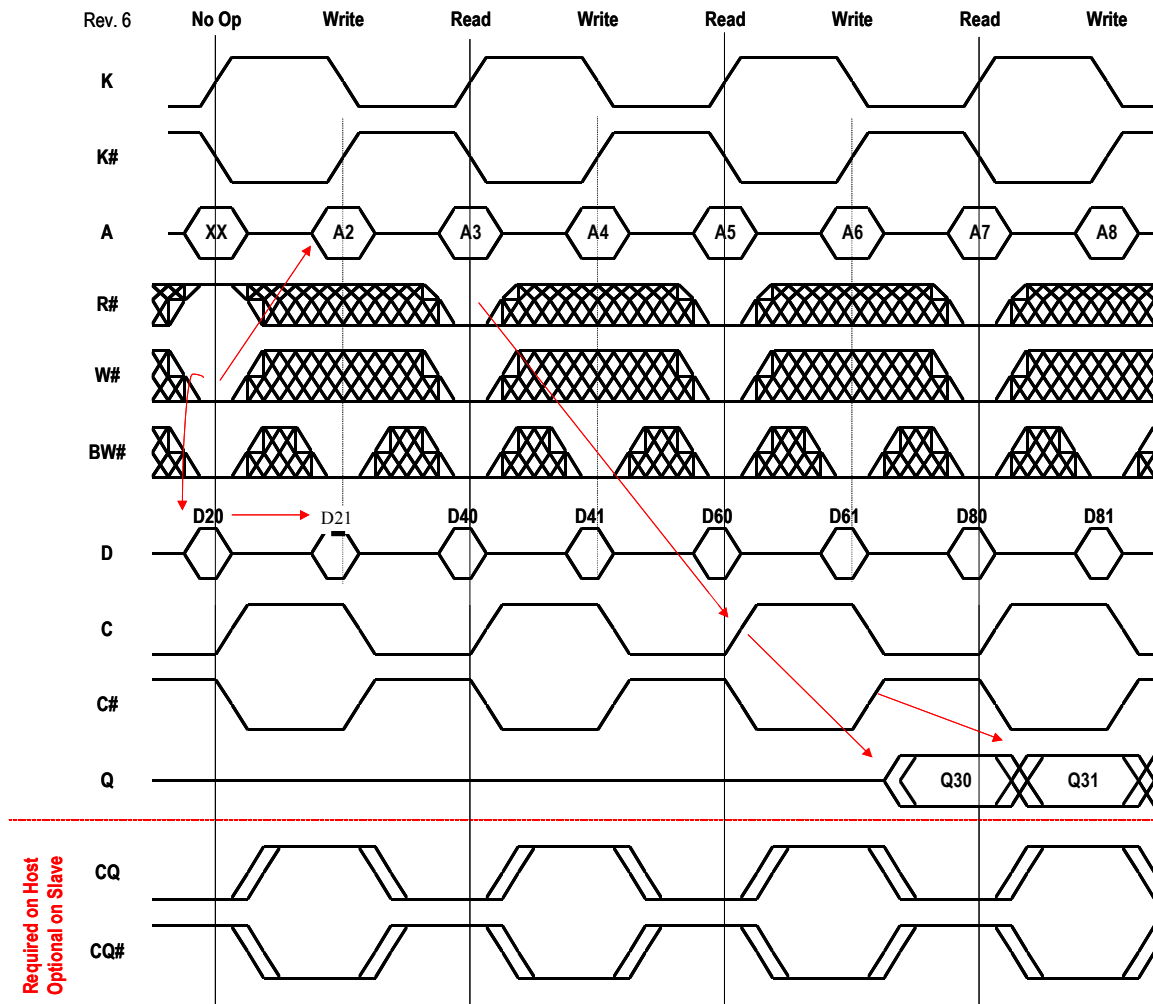 Rev. 6 No Op Write Read Write Read Write Read Write
K
K#
A XX A2 A3 A4 A5 A6 A7 A8
R#
W#
BW#
D20 D21 D40 D41 D60 D61 D80 D81
D
C
C#
Q Q30 Q31
CQ
CQ#
Required on Host
Optional on Slave